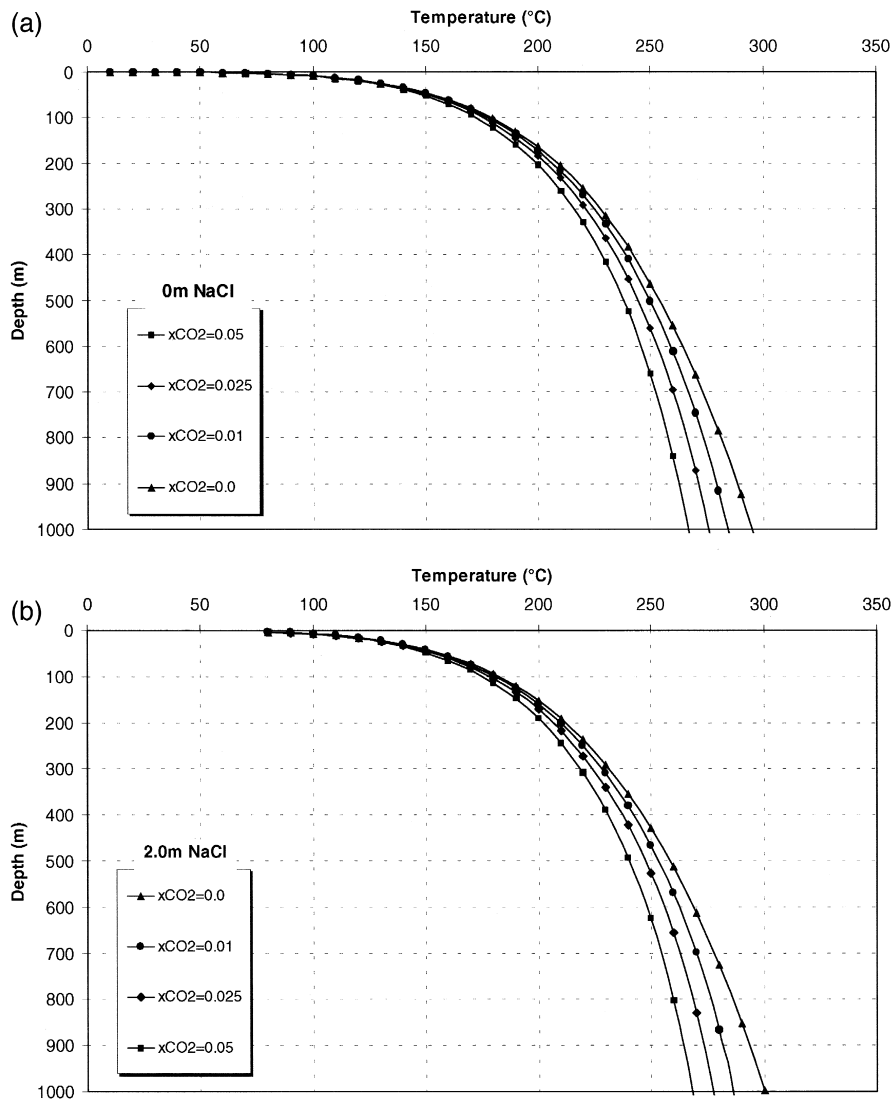 (a)
Temperature (°C)
0 50 100 150 200 250 300 350
0
100
200
300
400
500
600
700
800
900
1000
Depth (m)
0m NaCl
xCO2=0.05
xCO2=0.025
xCO2=0.01
xCO2=0.0
(b)
Temperature (°C)
0 50 100 150 200 250 300 350
0
100
200
300
400
500
600
700
800
900
1000
Depth (m)
2.0m NaCl
xCO2=0.0
xCO2=0.01
xCO2=0.025
xCO2=0.05